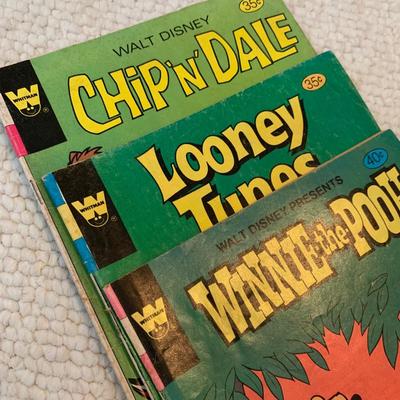 WALT DISNEY
35¢
CHIP 'N' DALE
WHITMAN
35¢
LOONEY
TUNES
WHITMAN
40¢
WALT DISNEY PRESENTS
WINNIE-the-POOH
WHITMAN